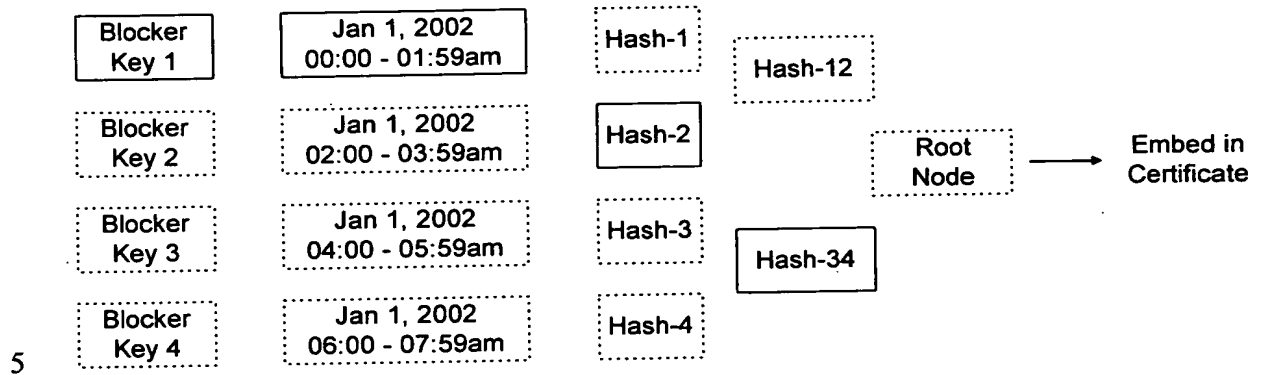 Blocker
Key 1
Jan 1, 2002
00:00 - 01:59am
Hash-1
Hash-12
Blocker
Key 2
Jan 1, 2002
02:00 - 03:59am
Hash-2
Root
Node
Embed in
Certificate
Blocker
Key 3
Jan 1, 2002
04:00 - 05:59am
Hash-3
Hash-34
Blocker
Key 4
Jan 1, 2002
06:00 - 07:59am
Hash-4
5